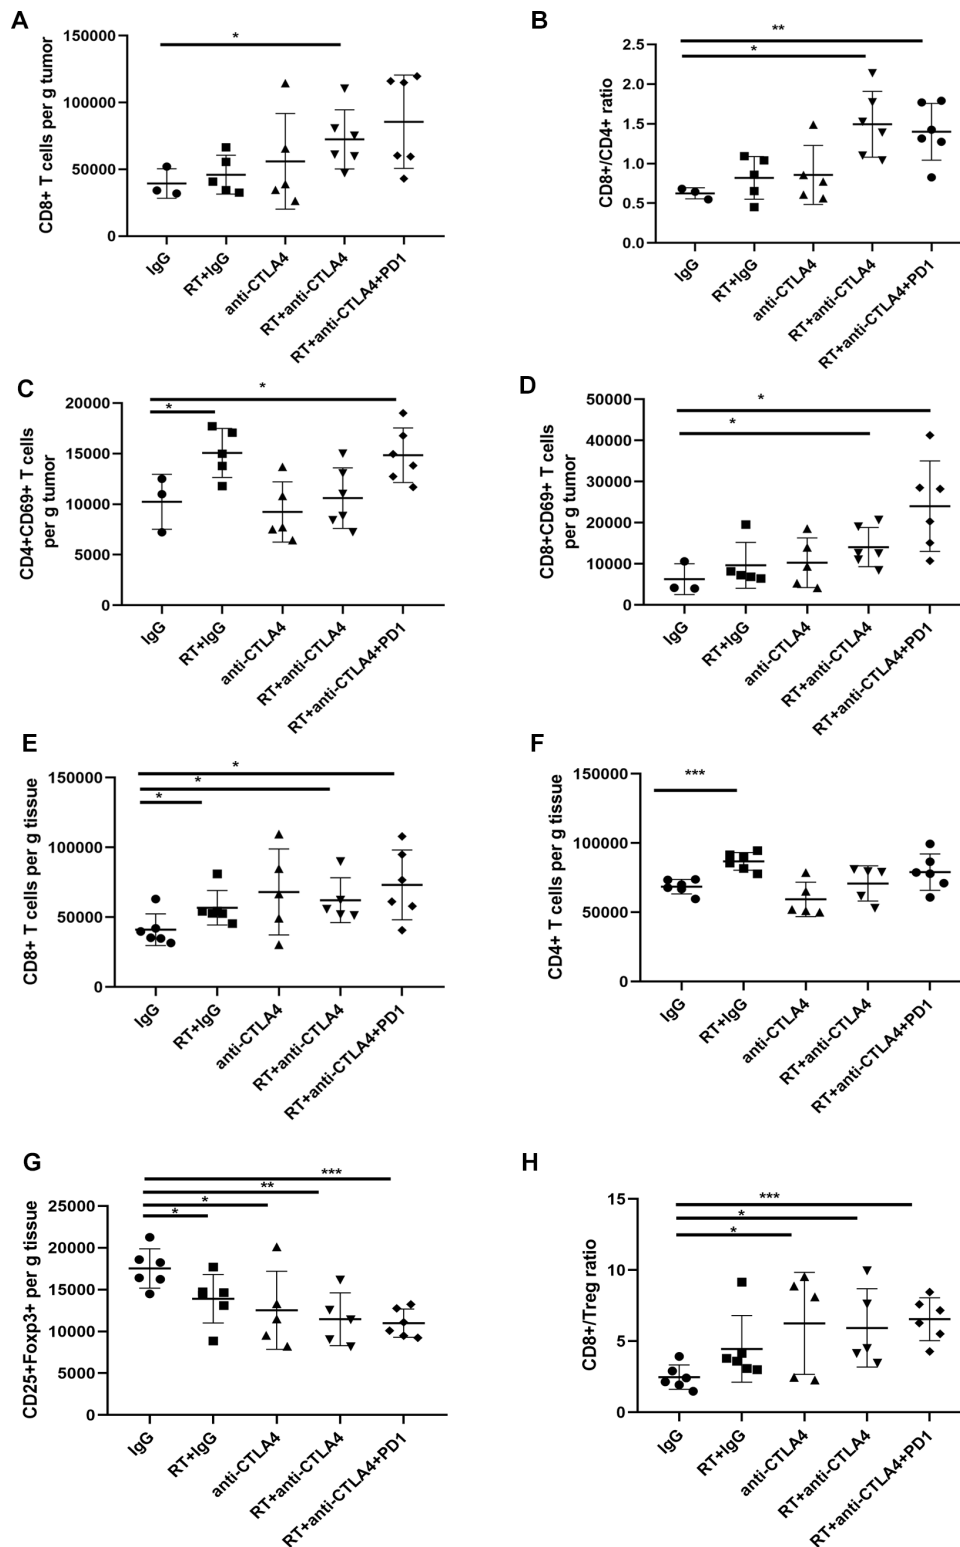 A
CD8+ T cells per g tumor
150000
100000
50000
0
*
IgG
RT+IgG
anti-CTLA4
RT+anti-CTLA4
RT+anti-CTLA4+PD1
B
CD8+/CD4+ ratio
2.5
2.0
1.5
1.0
0.5
0.0
**
*
IgG
RT+IgG
anti-CTLA4
RT+anti-CTLA4
RT+anti-CTLA4+PD1
C
CD4+CD69+ T cells
per g tumor
20000
15000
10000
5000
0
*
*
IgG
RT+IgG
anti-CTLA4
RT+anti-CTLA4
RT+anti-CTLA4+PD1
D
CD8+CD69+ T cells
per g tumor
50000
40000
30000
20000
10000
0
*
*
IgG
RT+IgG
anti-CTLA4
RT+anti-CTLA4
RT+anti-CTLA4+PD1
E
CD8+ T cells per g tissue
150000
100000
50000
0
*
*
*
IgG
RT+IgG
anti-CTLA4
RT+anti-CTLA4
RT+anti-CTLA4+PD1
F
CD4+ T cells per g tissue
150000
100000
50000
0
***
IgG
RT+IgG
anti-CTLA4
RT+anti-CTLA4
RT+anti-CTLA4+PD1
G
CD25+Foxp3+ per g tissue
25000
20000
15000
10000
5000
0
***
**
*
*
IgG
RT+IgG
anti-CTLA4
RT+anti-CTLA4
RT+anti-CTLA4+PD1
H
CD8+/Treg ratio
15
10
5
0
***
*
*
IgG
RT+IgG
anti-CTLA4
RT+anti-CTLA4
RT+anti-CTLA4+PD1